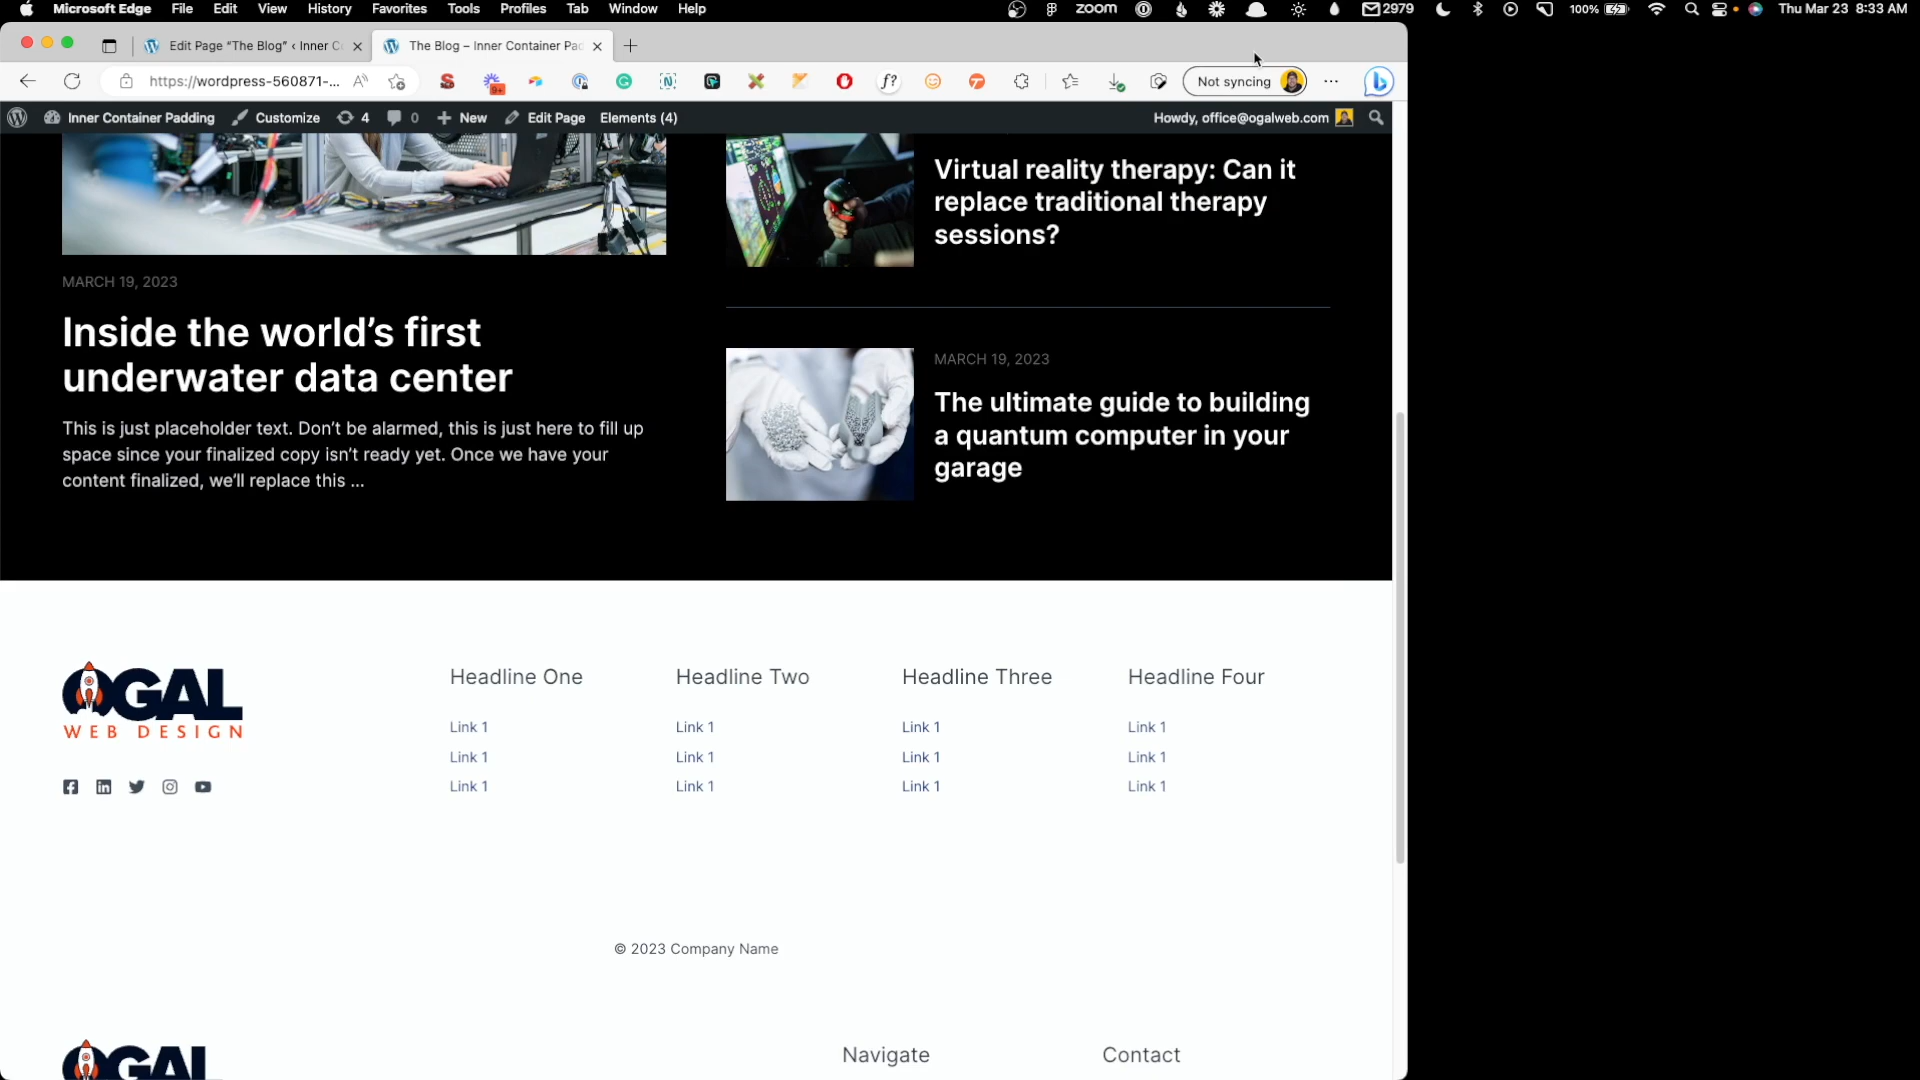 Microsoft Edge File Edit View History Favorites Tools Profiles Tab Window Help zoom 2979 100% Thu Mar 23 8:33 AM
Edit Page “The Blog” ‹ Inner C The Blog – Inner Container Pad
https://wordpress-560871-... 9+ f? Not syncing
Inner Container Padding Customize 4 0 New Edit Page Elements (4) Howdy, office@ogalweb.com
Virtual reality therapy: Can it
replace traditional therapy
sessions?
MARCH 19, 2023
Inside the world’s first
underwater data center
This is just placeholder text. Don’t be alarmed, this is just here to fill up
space since your finalized copy isn’t ready yet. Once we have your
content finalized, we’ll replace this ...
MARCH 19, 2023
The ultimate guide to building
a quantum computer in your
garage
OGAL
WEB DESIGN
Headline One
Link 1
Link 1
Link 1
Headline Two
Link 1
Link 1
Link 1
Headline Three
Link 1
Link 1
Link 1
Headline Four
Link 1
Link 1
Link 1
© 2023 Company Name
OGAL
Navigate
Contact